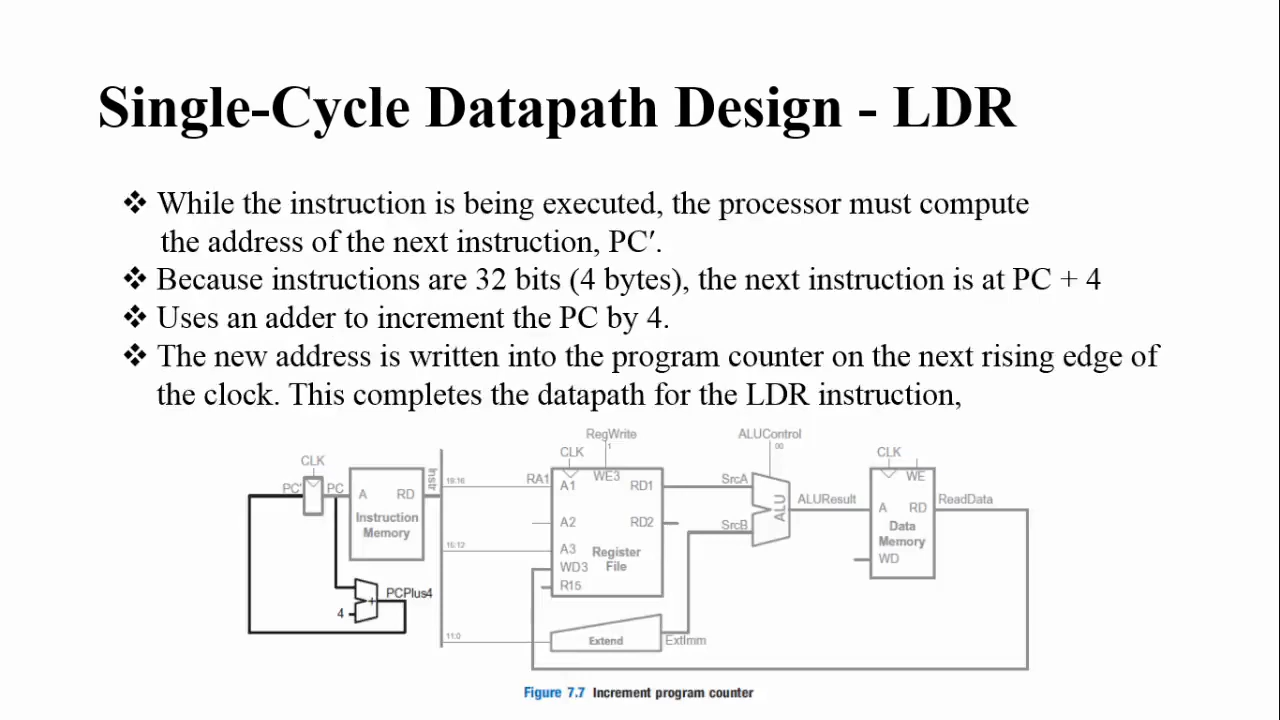 Single-Cycle Datapath Design - LDR
❖ While the instruction is being executed, the processor must compute
the address of the next instruction, PC′.
❖ Because instructions are 32 bits (4 bytes), the next instruction is at PC + 4
❖ Uses an adder to increment the PC by 4.
❖ The new address is written into the program counter on the next rising edge of
the clock. This completes the datapath for the LDR instruction,
RegWrite
1
ALUControl
00
CLK
CLK
CLK
PC'
PC
A
RD
Instruction
Memory
Instr
19:16
RA1
A1
WE3
RD1
A2
RD2
15:12
A3
Register
File
WD3
R15
SrcA
SrcB
ALU
ALUResult
WE
A
RD
Data
Memory
WD
ReadData
4
+
PCPlus4
11:0
Extend
ExtImm
Figure 7.7 Increment program counter